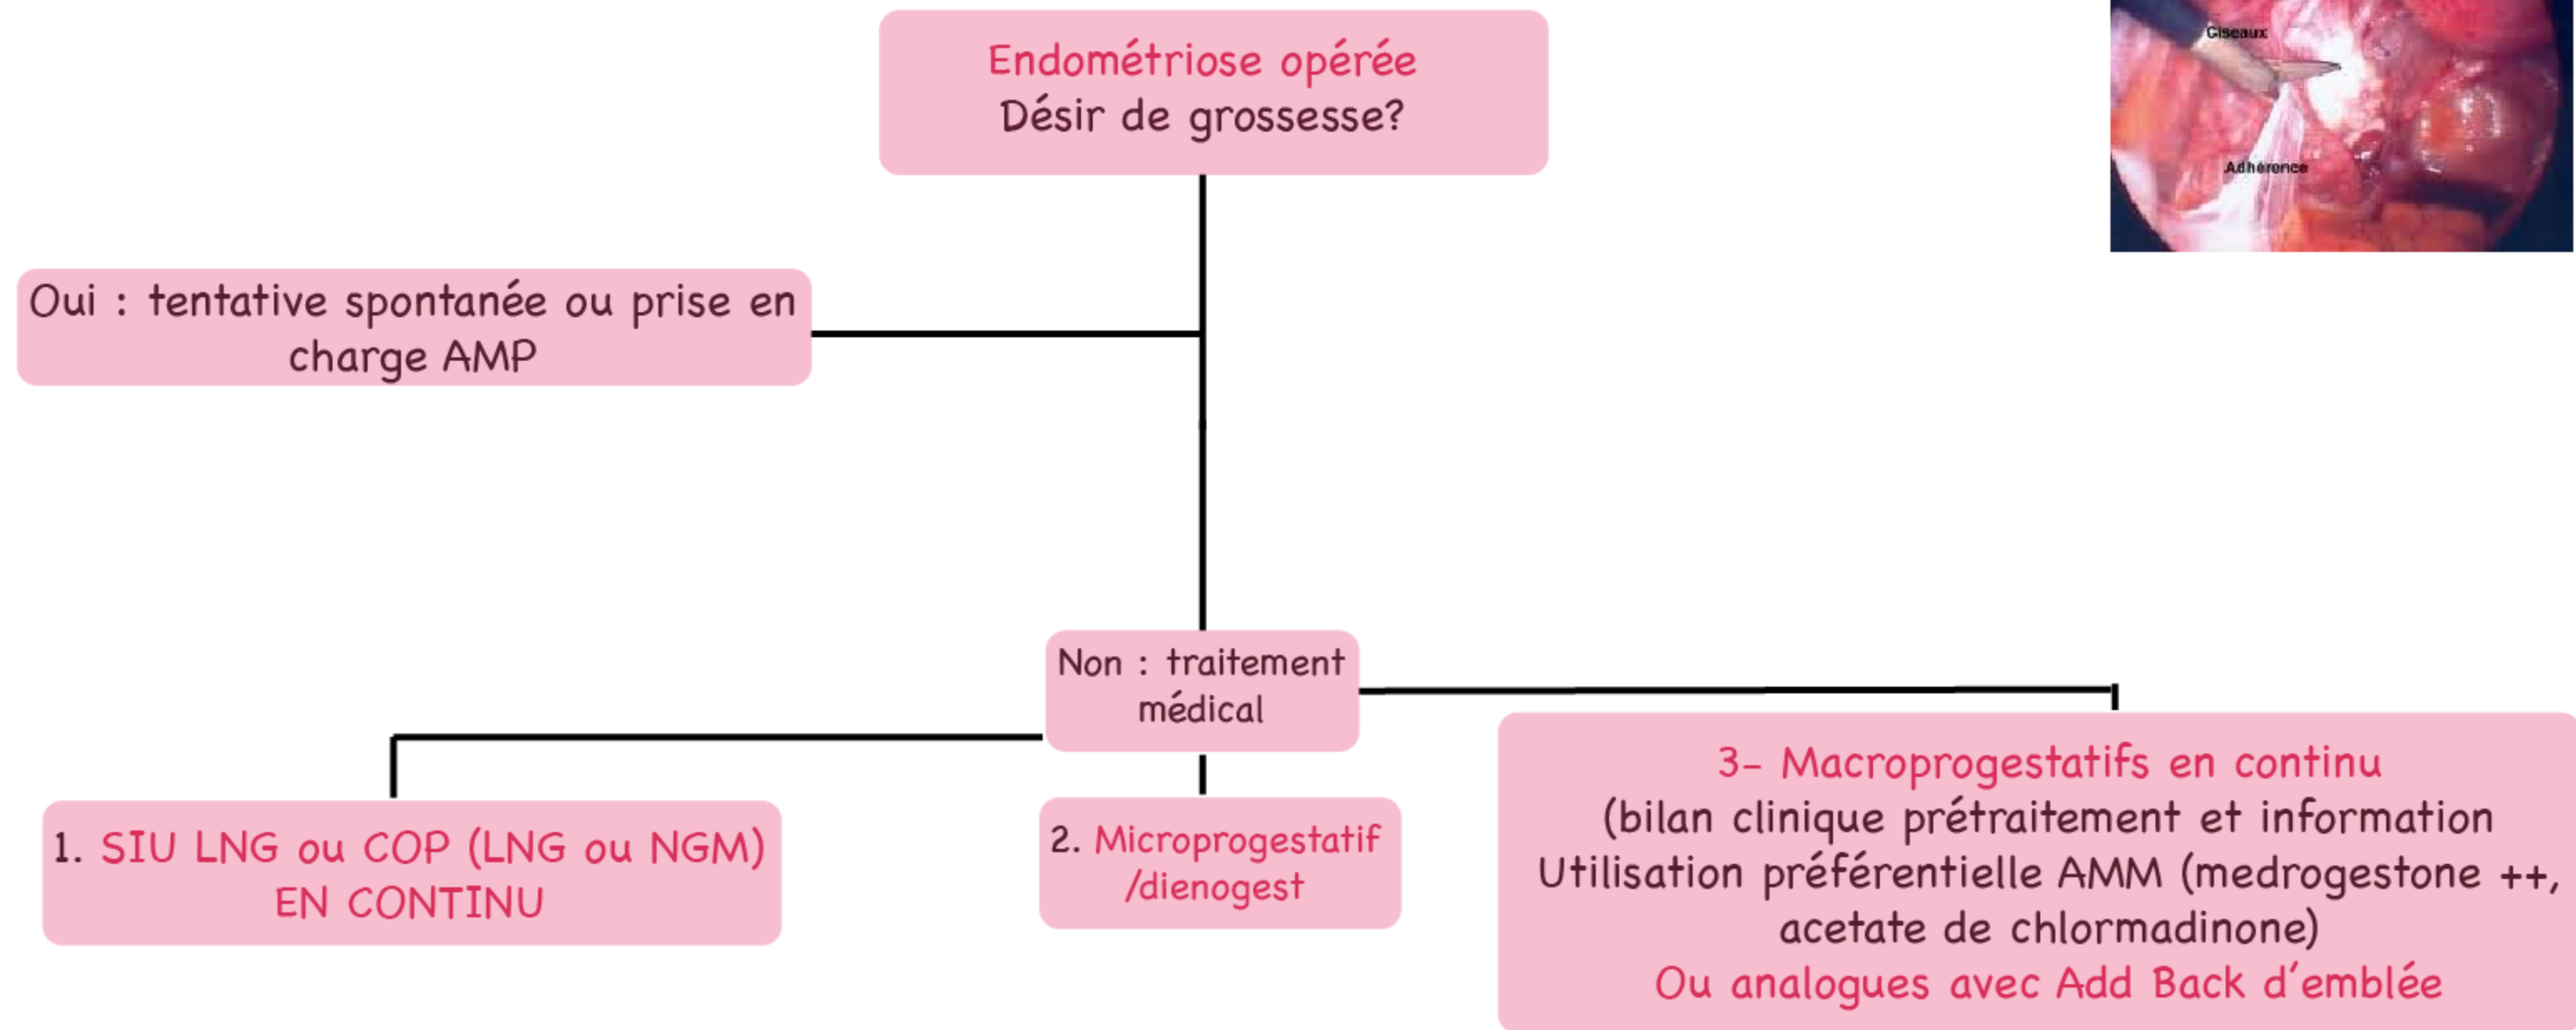 Endométriose opérée
Désir de grossesse?
Ciseaux
Adhérence
Oui : tentative spontanée ou prise en
charge AMP
Non : traitement
médical
1. SIU LNG ou COP (LNG ou NGM)
EN CONTINU
2. Microprogestatif
/dienogest
3- Macroprogestatifs en continu
(bilan clinique prétraitement et information
Utilisation préférentielle AMM (medrogestone ++,
acetate de chlormadinone)
Ou analogues avec Add Back d'emblée